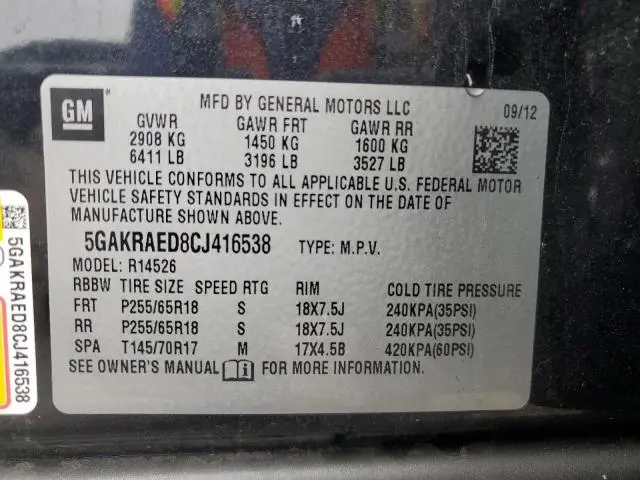 GM
MFD BY GENERAL MOTORS LLC
09/12
GVWR GAWR FRT GAWR RR
2908 KG 1450 KG 1600 KG
6411 LB 3196 LB 3527 LB
THIS VEHICLE CONFORMS TO ALL APPLICABLE U.S. FEDERAL MOTOR
VEHICLE SAFETY STANDARDS IN EFFECT ON THE DATE OF
MANUFACTURE SHOWN ABOVE.
5GAKRAED8CJ416538 TYPE: M.P.V.
MODEL: R14526
RBBW TIRE SIZE SPEED RTG RIM COLD TIRE PRESSURE
FRT P255/65R18 S 18X7.5J 240KPA(35PSI)
RR P255/65R18 S 18X7.5J 240KPA(35PSI)
SPA T145/70R17 M 17X4.5B 420KPA(60PSI)
SEE OWNER'S MANUAL FOR MORE INFORMATION.
5GAKRAED8CJ416538